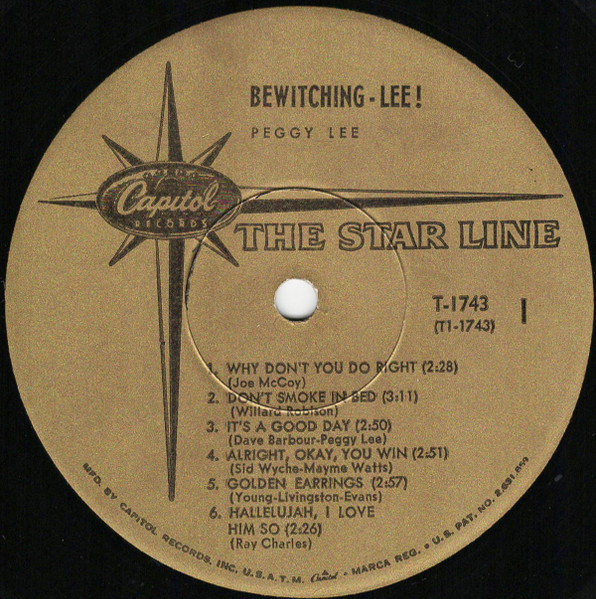 BEWITCHING-LEE!
PEGGY LEE
Capitol
RECORDS
THE STAR LINE
T-1743
(T1-1743)
1
1. WHY DON'T YOU DO RIGHT (2:28)
(Joe McCoy)
2. DON'T SMOKE IN BED (3:11)
(Willard Robison)
3. IT'S A GOOD DAY (2:50)
(Dave Barbour-Peggy Lee)
4. ALRIGHT, OKAY, YOU WIN (2:51)
(Sid Wyche-Mayme Watts)
5. GOLDEN EARRINGS (2:57)
(Young-Livingston-Evans)
6. HALLELUJAH, I LOVE
HIM SO (2:26)
(Ray Charles)
MFD. BY CAPITOL RECORDS, INC. U.S.A. T.M. Capitol - MARCA REG. • U.S. PAT. NO. 2,631,859